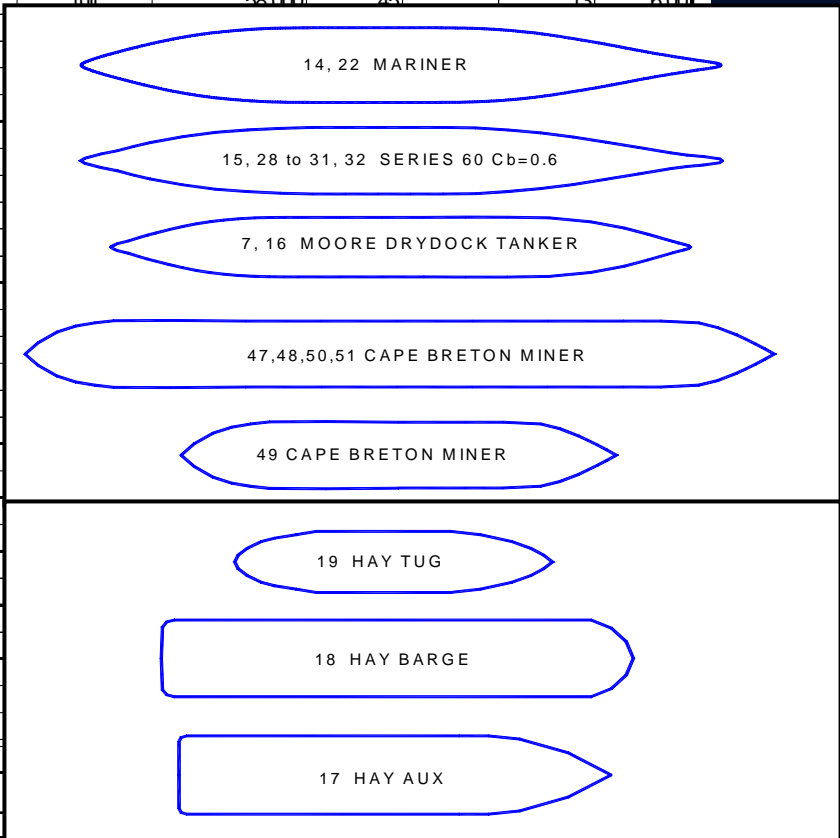 14, 22 MARINER
15, 28 to 31, 32 SERIES 60 Cb=0.6
7, 16 MOORE DRYDOCK TANKER
47,48,50,51 CAPE BRETON MINER
49 CAPE BRETON MINER
19 HAY TUG
18 HAY BARGE
17 HAY AUX